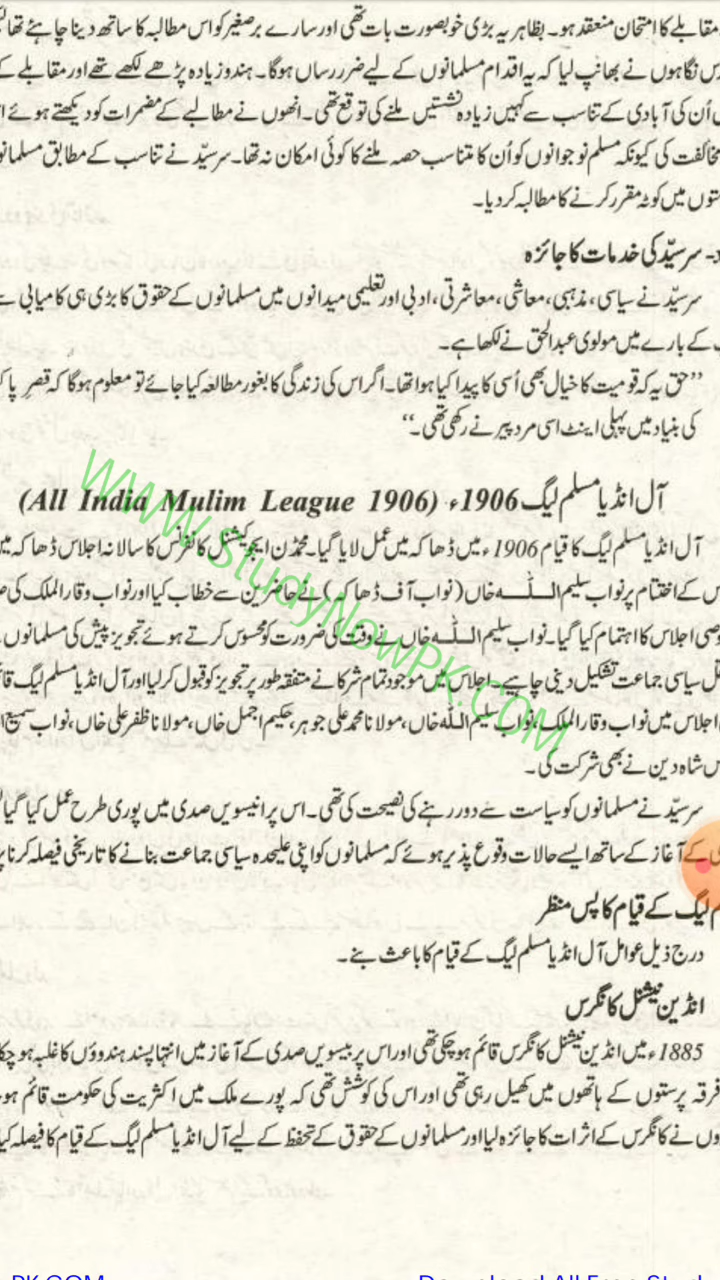 مقابلے کا امتحان منعقد ہو۔ بظاہر یہ بڑی خوبصورت بات تھی اور سارے برصغیر کو اس مطالبہ کا ساتھ دینا چاہئے تھا
نگاہوں نے بھانپ لیا کہ یہ اقدام مسلمانوں کے لیے ضرر رساں ہوگا۔ ہندو زیادہ پڑھے لکھے تھے اور مقابلے کے
اُن کی آبادی کے تناسب سے کہیں زیادہ نشستیں ملنے کی توقع تھی۔ انھوں نے مطالبے کے مضمرات کو دیکھتے ہوئے
مخالفت کی کیونکہ مسلم نوجوانوں کو اُن کا متناسب حصہ ملنے کا کوئی امکان نہ تھا۔ سرسیّد نے تناسب کے مطابق
میں کوٹہ مقرر کرنے کا مطالبہ کر دیا۔
سرسیّد کی خدمات کا جائزہ
سرسیّد نے سیاسی، مذہبی، معاشی، معاشرتی، ادبی اور تعلیمی میدانوں میں مسلمانوں کے حقوق کا بڑی ہی کامیابی
کے بارے میں مولوی عبدالحق نے لکھا ہے۔
’’حق یہ کہ قومیت کا خیال بھی اُسی کا پیدا کیا ہوا تھا۔ اگر اس کی زندگی کا بغور مطالعہ کیا جائے تو معلوم ہوگا کہ قصرِ
کی بنیاد میں پہلی اینٹ اسی مرد پیر نے رکھی تھی۔‘‘
آل انڈیا مسلم لیگ 1906ء (All India Mulim League 1906)
آل انڈیا مسلم لیگ کا قیام 1906ء میں ڈھاکہ میں عمل لایا گیا۔ محمڈن ایجوکیشنل کانفرنس کا سالانہ اجلاس ڈھاکہ
کے اختتام پر نواب سلیم اللہ خاں (نواب آف ڈھاکہ) نے حاضرین سے خطاب کیا اور نواب وقار الملک کی
اجلاس کا اہتمام کیا گیا۔ نواب سلیم اللہ خاں نے وقت کی ضرورت کو محسوس کرتے ہوئے تجویز پیش کی مسلمانوں
سیاسی جماعت تشکیل دینی چاہیے۔ اجلاس میں موجود تمام شرکا نے متفقہ طور پر تجویز کو قبول کر لیا اور آل انڈیا مسلم لیگ
اجلاس میں نواب وقار الملک، نواب سلیم اللہ خاں، مولانا محمد علی جوہر، حکیم اجمل خاں، مولانا ظفر علی خاں، نواب
شاہ دین نے بھی شرکت کی۔
سرسیّد نے مسلمانوں کو سیاست سے دور رہنے کی نصیحت کی تھی۔ اس پر انیسویں صدی میں پوری طرح عمل کیا گیا
کے آغاز کے ساتھ ایسے حالات وقوع پذیر ہوئے کہ مسلمانوں کو اپنی علیحدہ سیاسی جماعت بنانے کا تاریخی فیصلہ کرنا
لیگ کے قیام کا پس منظر
درج ذیل عوامل آل انڈیا مسلم لیگ کے قیام کا باعث بنے۔
انڈین نیشنل کانگرس
1885ء میں انڈین نیشنل کانگرس قائم ہو چکی تھی اور اس پر بیسویں صدی کے آغاز میں انتہا پسند ہندوؤں کا غلبہ ہو چکا
فرقہ پرستوں کے ہاتھوں میں کھیل رہی تھی اور اس کی کوشش تھی کہ پورے ملک میں اکثریت کی حکومت قائم
نے کانگرس کے اثرات کا جائزہ لیا اور مسلمانوں کے حقوق کے تحفظ کے لیے آل انڈیا مسلم لیگ کے قیام کا فیصلہ
WWW.StudyNowPK.COM
PK.COM Download All Free